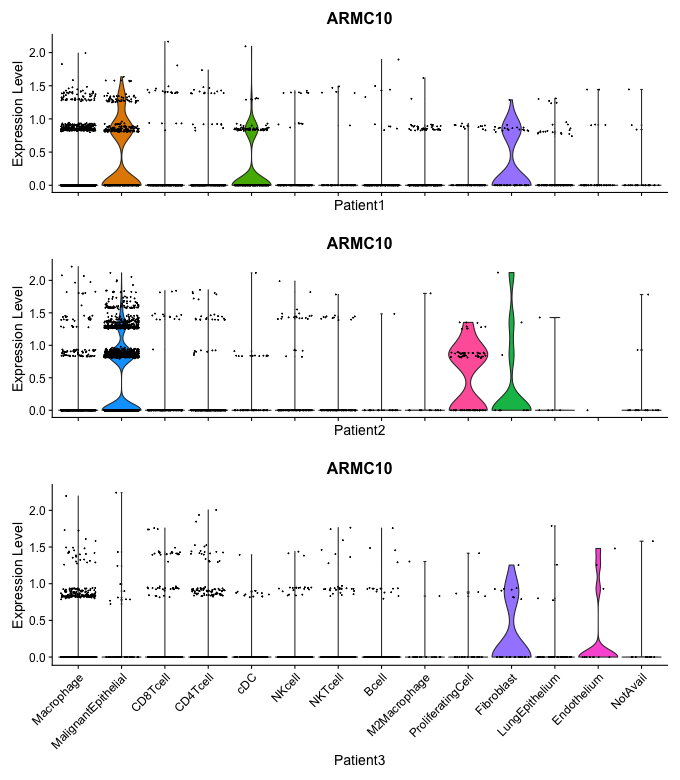 ARMC10
Expression Level
2.0
1.5
1.0
0.5
0.0
Patient1
ARMC10
Expression Level
2.0
1.5
1.0
0.5
0.0
Patient2
ARMC10
Expression Level
2.0
1.5
1.0
0.5
0.0
Macrophage
MalignantEpithelial
CD8Tcell
CD4Tcell
cDC
NKcell
NKTcell
Bcell
M2Macrophage
ProliferatingCell
Fibroblast
LungEpithelium
Endothelium
NotAvail
Patient3